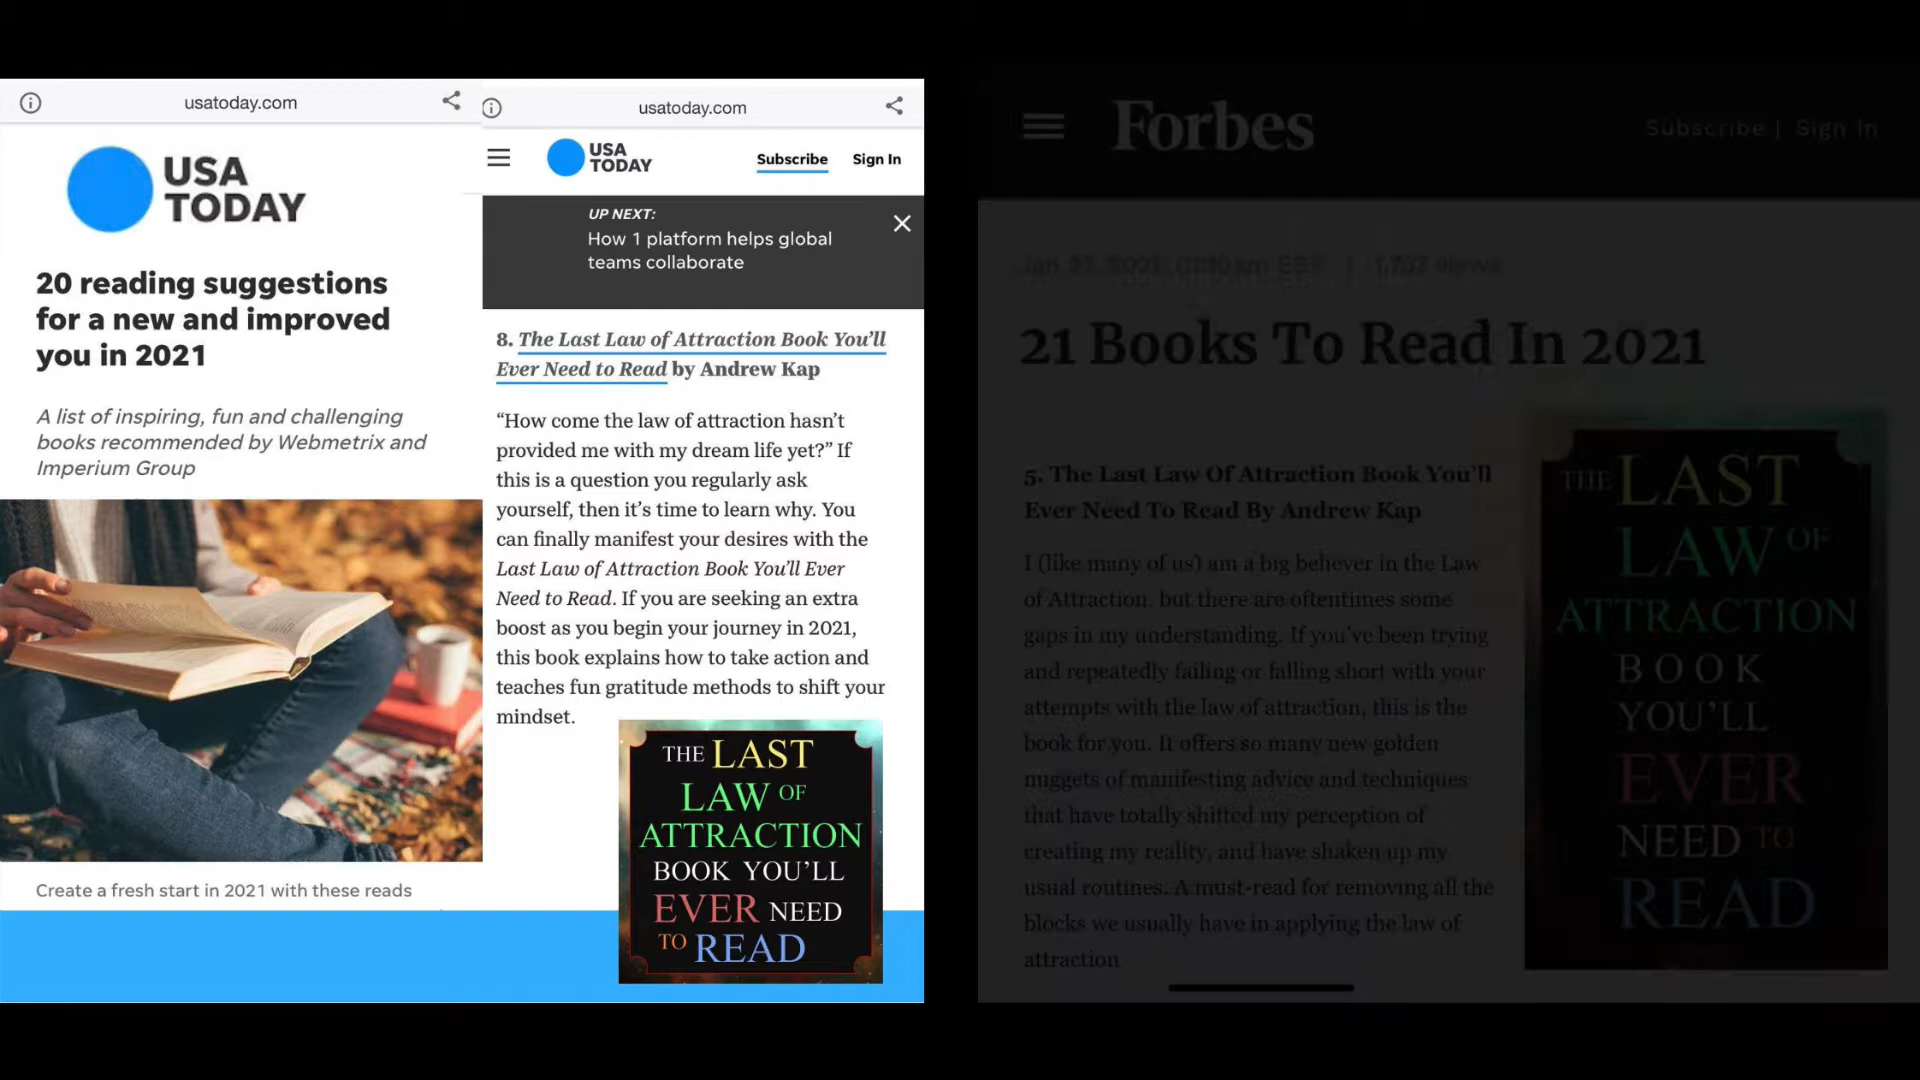 usatoday.com
USA
TODAY
20 reading suggestions
for a new and improved
you in 2021
A list of inspiring, fun and challenging
books recommended by Webmetrix and
Imperium Group
Create a fresh start in 2021 with these reads
usatoday.com
USA
TODAY
Subscribe
Sign In
UP NEXT:
How 1 platform helps global
teams collaborate
8. The Last Law of Attraction Book You’ll
Ever Need to Read by Andrew Kap
“How come the law of attraction hasn’t
provided me with my dream life yet?” If
this is a question you regularly ask
yourself, then it’s time to learn why. You
can finally manifest your desires with the
Last Law of Attraction Book You’ll Ever
Need to Read. If you are seeking an extra
boost as you begin your journey in 2021,
this book explains how to take action and
teaches fun gratitude methods to shift your
mindset.
THE LAST
LAW OF
ATTRACTION
BOOK YOU’LL
EVER NEED
TO READ
Forbes
Subscribe | Sign In
2021, EST | views
21 Books To Read In 2021
5. The Last Law Of Attraction Book You’ll
Ever Need To Read By Andrew Kap
I (like many of us) am a big believer in the Law
of Attraction, but there are oftentimes some
gaps in my understanding. If you’ve been trying
and repeatedly failing or falling short with your
attempts with the law of attraction, this is the
book for you. It offers so many new golden
nuggets of manifesting advice and techniques
that have totally shifted my perception of
creating my reality, and have shaken up my
usual routines. A must-read for removing all the
blocks we usually have in applying the law of
attraction
THE LAST
LAW OF
ATTRACTION
BOOK
YOU’LL
EVER
NEED TO
READ